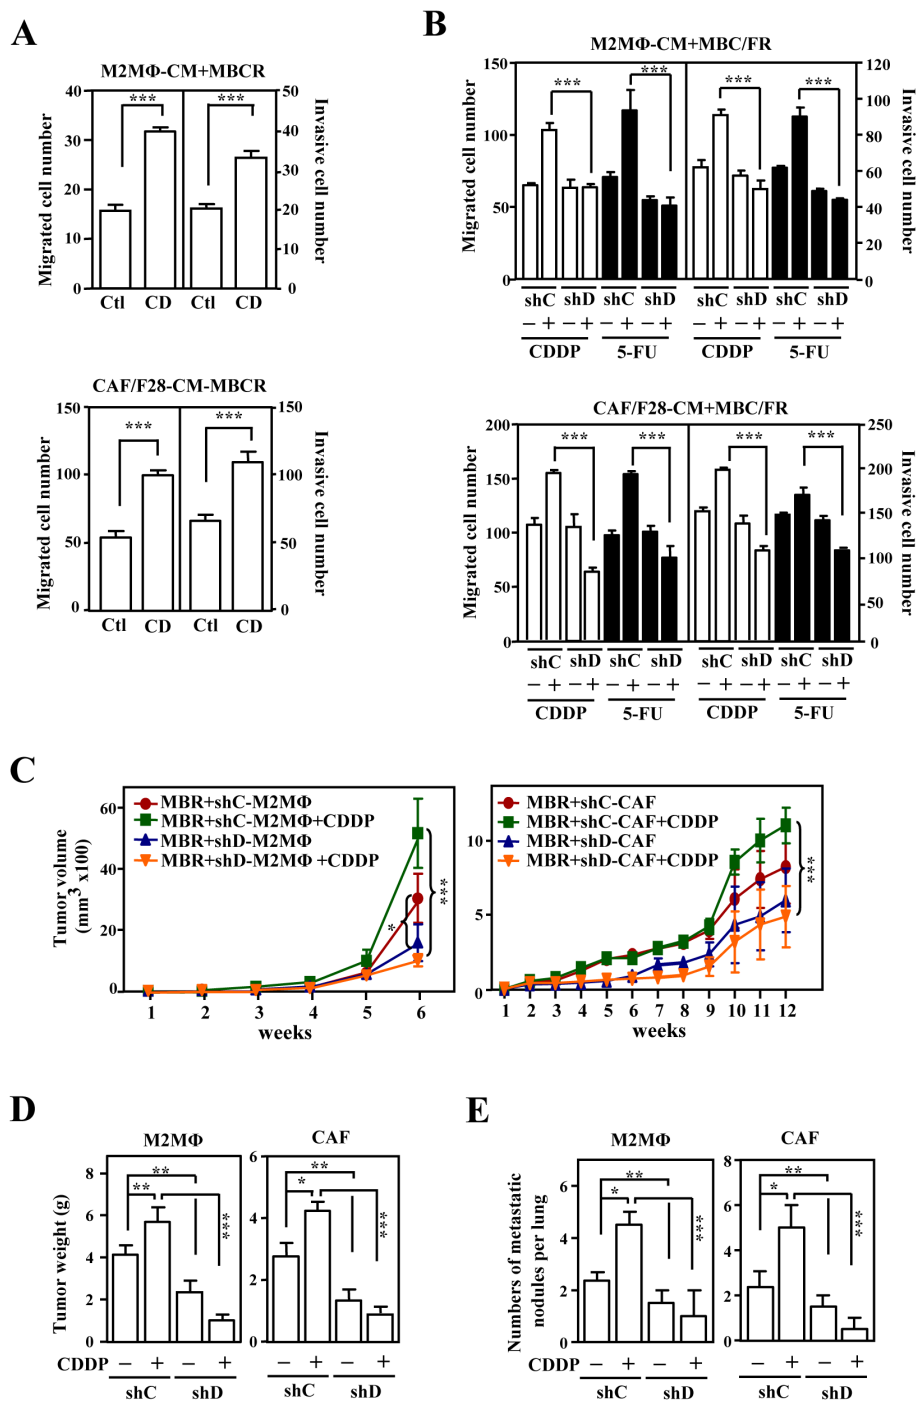 A
M2MΦ-CM+MBCR
Migrated cell number
40
30
20
10
0
***
***
50
40
30
20
10
0
Invasive cell number
Ctl CD Ctl CD
CAF/F28-CM-MBCR
Migrated cell number
150
100
50
0
***
***
150
100
50
0
Invasive cell number
Ctl CD Ctl CD
B
M2MΦ-CM+MBC/FR
Migrated cell number
150
100
50
0
*** *** *** ***
120
100
80
60
40
20
0
Invasive cell number
shC shD shC shD shC shD shC shD
− + − + − + − + − + − + − + − +
CDDP 5-FU CDDP 5-FU
CAF/F28-CM+MBC/FR
Migrated cell number
200
150
100
50
0
*** *** *** ***
250
200
150
100
50
0
Invasive cell number
shC shD shC shD shC shD shC shD
− + − + − + − + − + − + − + − +
CDDP 5-FU CDDP 5-FU
C
Tumor volume
(mm3 x100)
60
40
20
0
MBR+shC-M2MΦ
MBR+shC-M2MΦ+CDDP
MBR+shD-M2MΦ
MBR+shD-M2MΦ +CDDP
*
***
1 2 3 4 5 6
weeks
10
5
0
MBR+shC-CAF
MBR+shC-CAF+CDDP
MBR+shD-CAF
MBR+shD-CAF+CDDP
***
1 2 3 4 5 6 7 8 9 10 11 12
weeks
D
M2MΦ
Tumor weight (g)
8
6
4
2
0
**
**
***
CDDP − + − +
shC shD
CAF
6
4
2
0
**
*
***
− + − +
shC shD
E
M2MΦ
Numbers of metastatic
nodules per lung
6
4
2
0
**
*
***
CDDP − + − +
shC shD
CAF
8
6
4
2
0
**
*
***
− + − +
shC shD